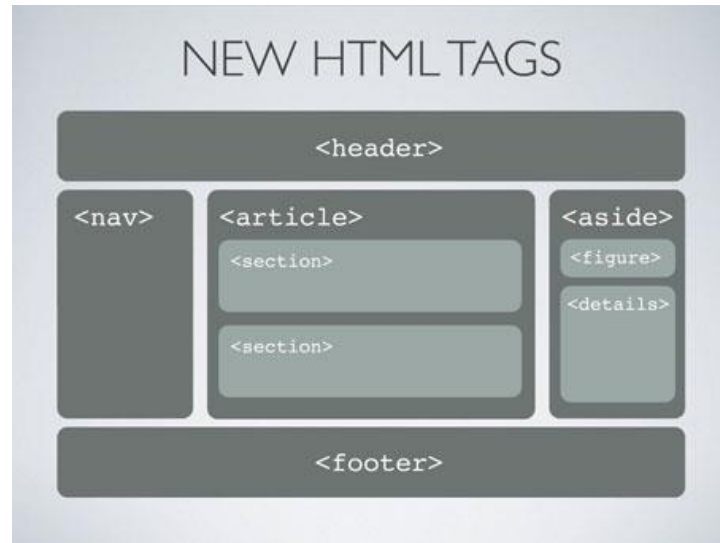 NEW HTML TAGS
<header>
<nav>
<article>
<section>
<section>
<aside>
<figure>
<details>
<footer>